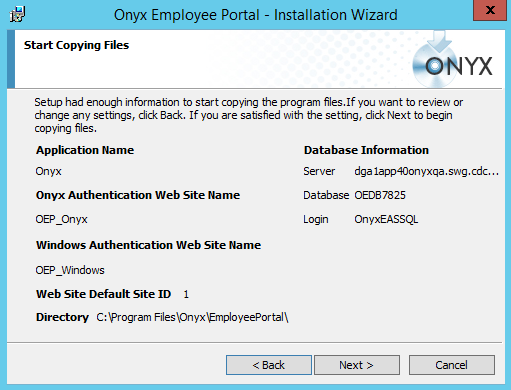 Onyx Employee Portal - Installation Wizard
x
Start Copying Files
ONYX
Setup had enough information to start copying the program files.If you want to review or
change any settings, click Back. If you are satisfied with the setting, click Next to begin
copying files.
Application Name
Onyx
Onyx Authentication Web Site Name
OEP_Onyx
Windows Authentication Web Site Name
OEP_Windows
Web Site Default Site ID 1
Directory C:\Program Files\Onyx\EmployeePortal\
Database Information
Server dga1app40onyxqa.swg.cdc...
Database OEDB7825
Login OnyxEASSQL
< Back
Next >
Cancel